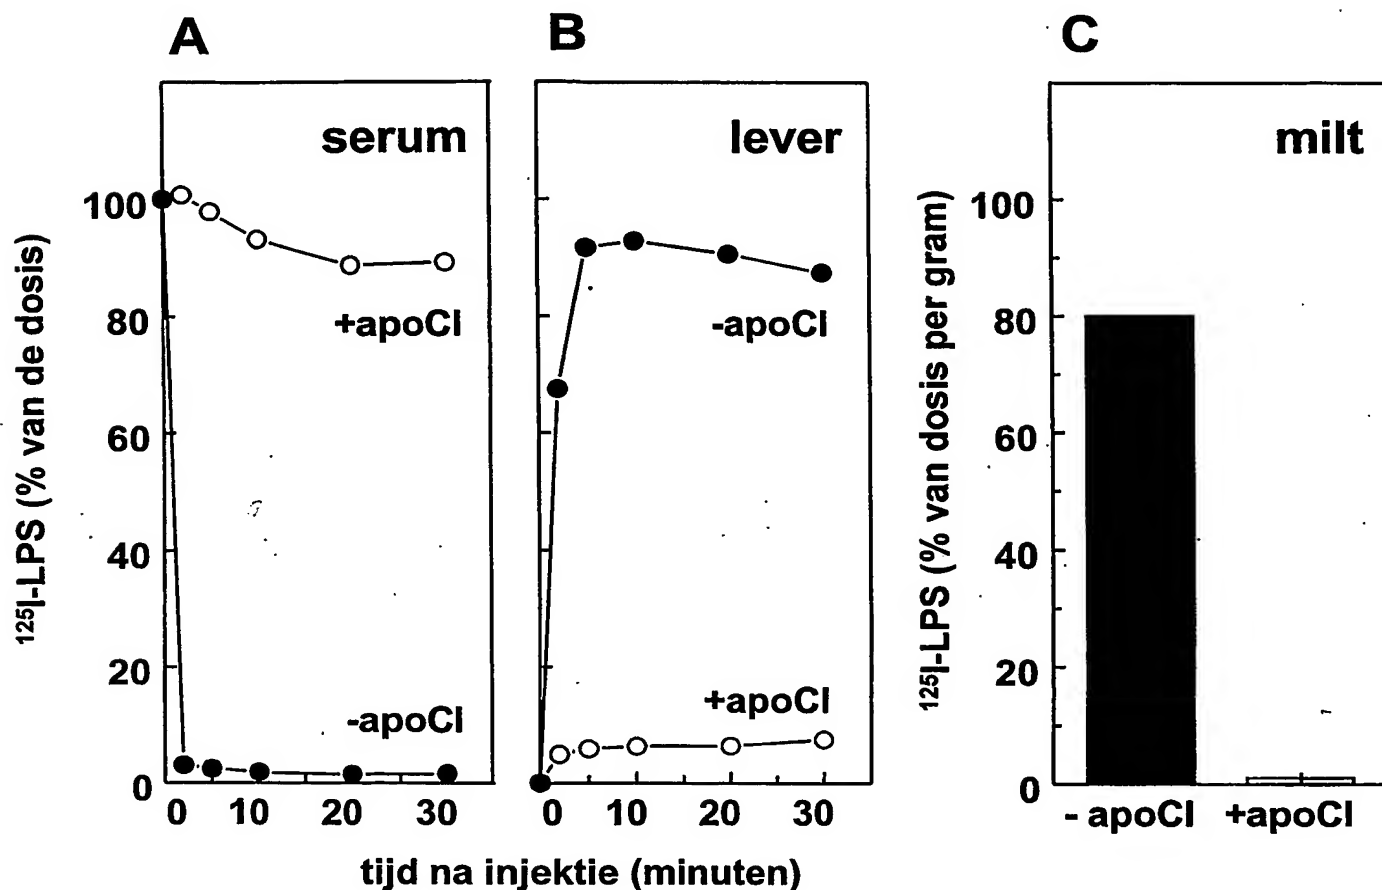 A
B
C
serum
lever
milt
¹²⁵I-LPS (% van de dosis)
100
80
60
40
20
0
+apoCI
-apoCI
0 10 20 30
-apoCI
+apoCI
0 10 20 30
tijd na injektie (minuten)
¹²⁵I-LPS (% van dosis per gram)
100
80
60
40
20
0
- apoCI +apoCI